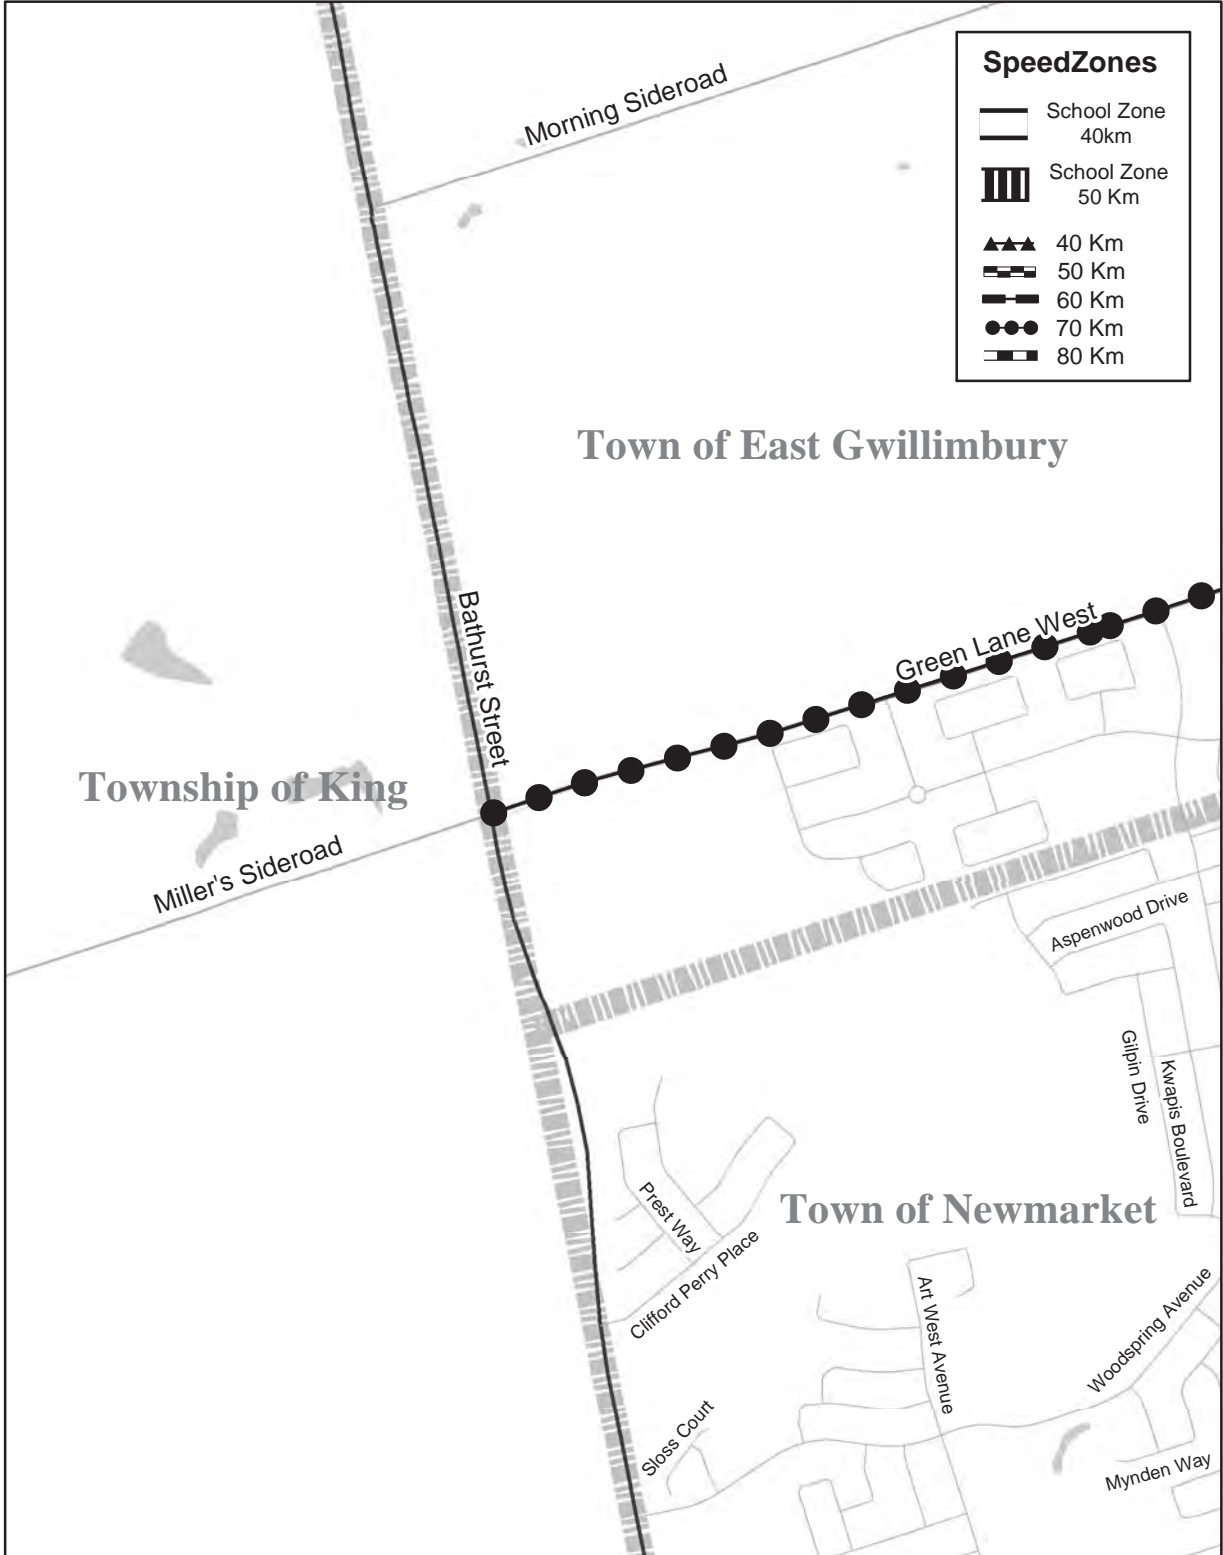 SpeedZones
School Zone
40km
School Zone
50 Km
40 Km
50 Km
60 Km
70 Km
80 Km
Morning Sideroad
Town of East Gwillimbury
Bathurst Street
Green Lane West
Township of King
Miller's Sideroad
Aspenwood Drive
Gilpin Drive
Kwapis Boulevard
Prest Way
Town of Newmarket
Clifford Perry Place
Art West Avenue
Woodspring Avenue
Sloss Court
Mynden Way